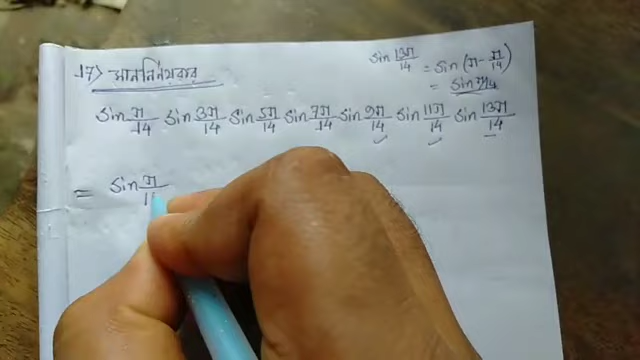 17> মান নির্ণয় কর
sin 13π/14 = sin (π - π/14)
= sin π/14
sin π/14 sin 3π/14 sin 5π/14 sin 7π/14 sin 9π/14 sin 11π/14 sin 13π/14
= sin π/1